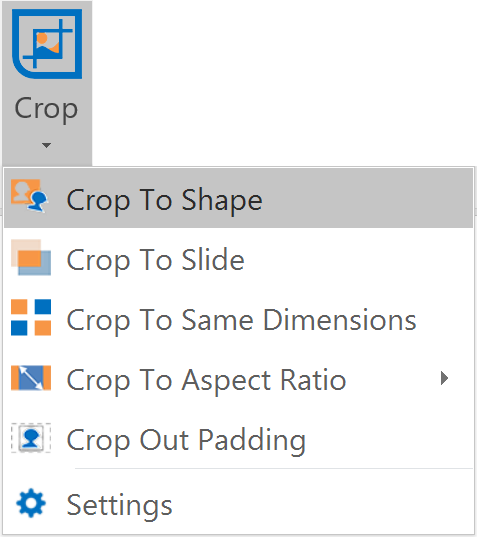 Crop
Crop To Shape
Crop To Slide
Crop To Same Dimensions
Crop To Aspect Ratio
Crop Out Padding
Settings